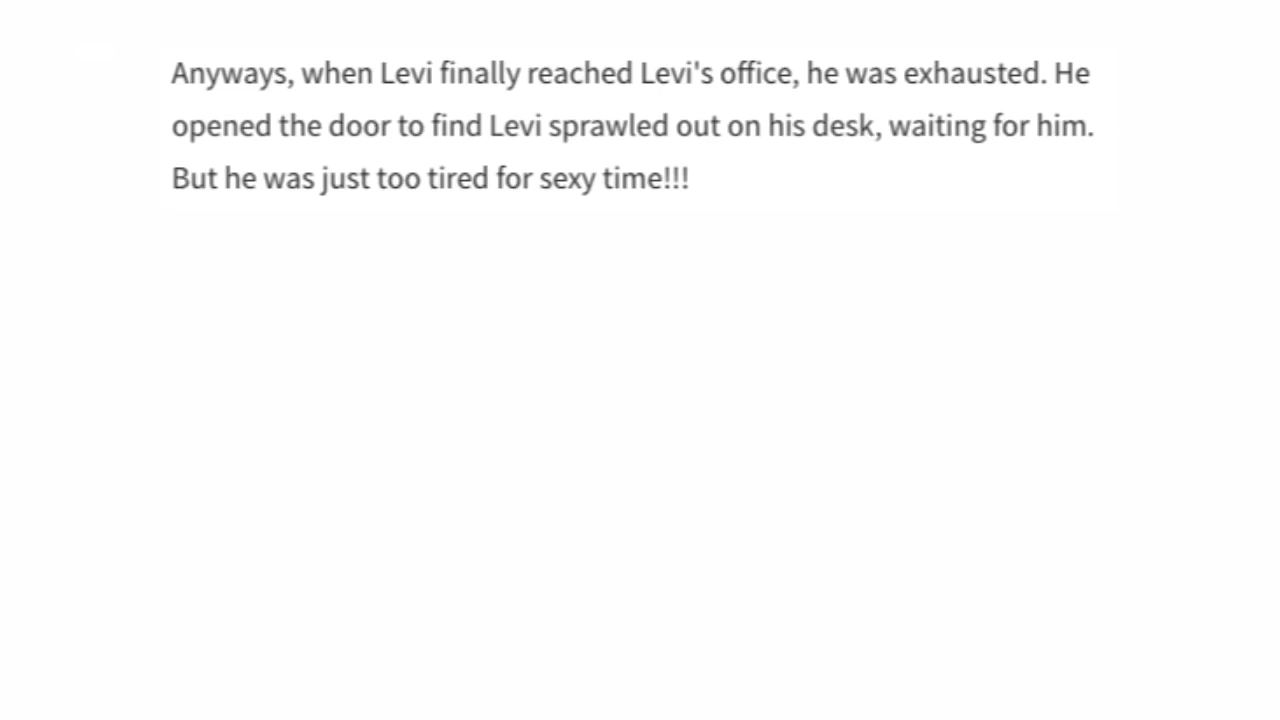 Anyways, when Levi finally reached Levi's office, he was exhausted. He
opened the door to find Levi sprawled out on his desk, waiting for him.
But he was just too tired for sexy time!!!